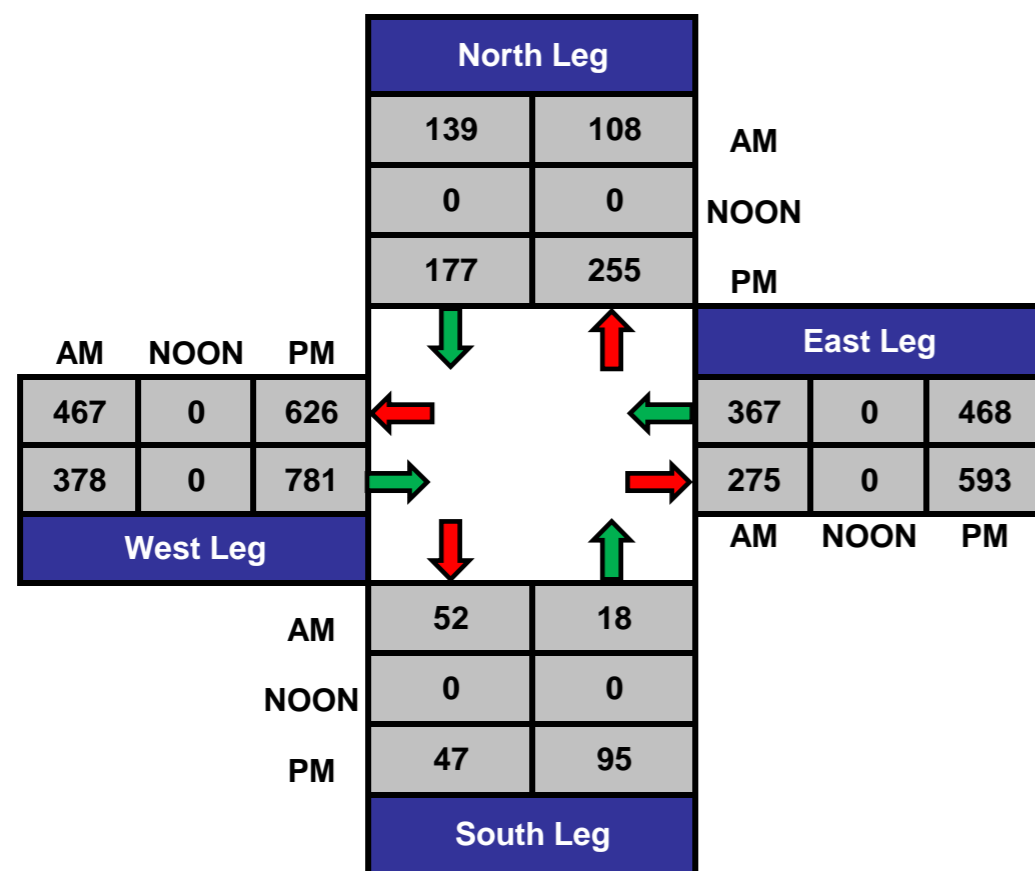 North Leg
139 108 AM
0 0 NOON
177 255 PM
East Leg
AM NOON PM
467 0 626
367 0 468
378 0 781
275 0 593
West Leg
AM NOON PM
AM 52 18
NOON 0 0
PM 47 95
South Leg